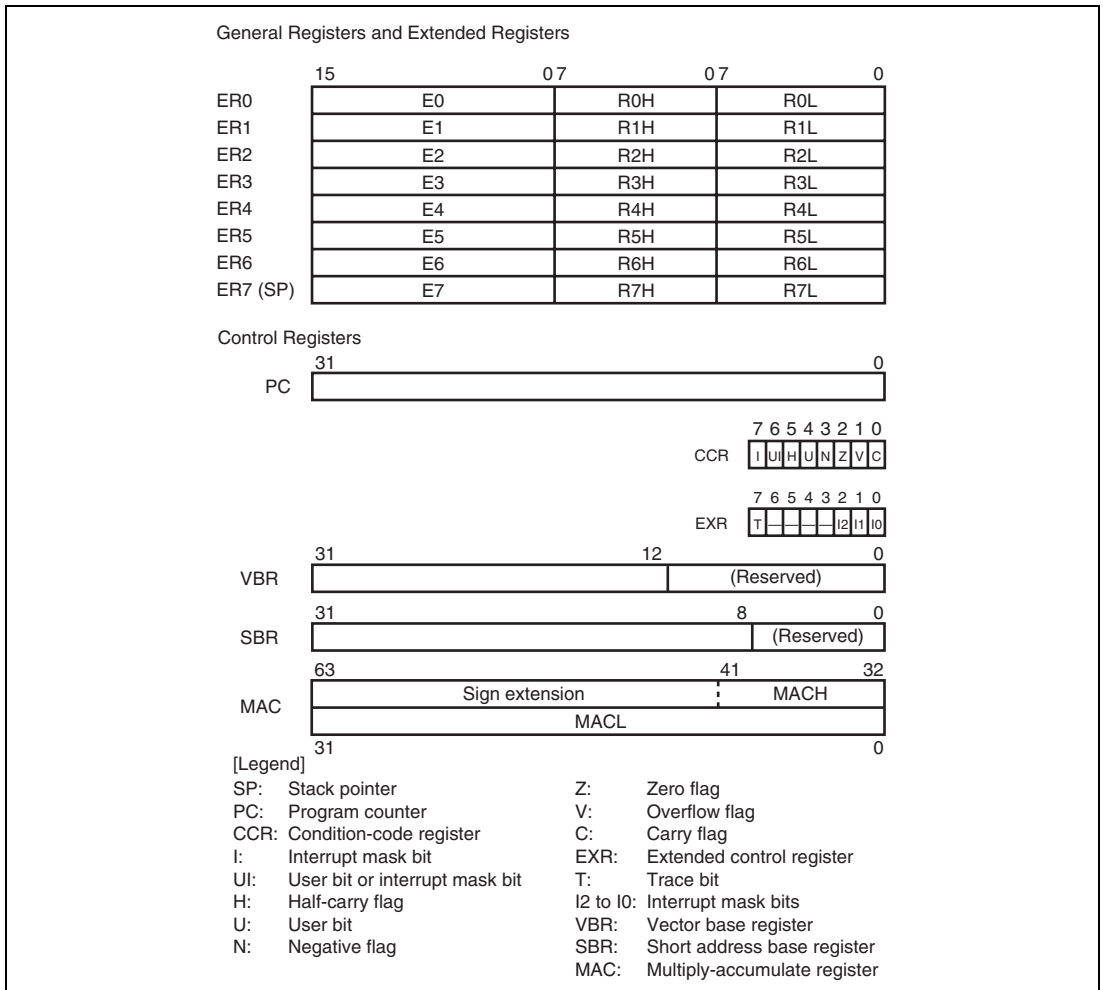 General Registers and Extended Registers
15 0 7 0 7 0
ER0 E0 R0H R0L
ER1 E1 R1H R1L
ER2 E2 R2H R2L
ER3 E3 R3H R3L
ER4 E4 R4H R4L
ER5 E5 R5H R5L
ER6 E6 R6H R6L
ER7 (SP) E7 R7H R7L
Control Registers
31 0
PC
7 6 5 4 3 2 1 0
CCR I UI H U N Z V C
7 6 5 4 3 2 1 0
EXR T — — — — I2 I1 I0
31 12 0
VBR (Reserved)
31 8 0
SBR (Reserved)
63 41 32
MAC Sign extension MACH
MACL
31 0
[Legend]
SP: Stack pointer
PC: Program counter
CCR: Condition-code register
I: Interrupt mask bit
UI: User bit or interrupt mask bit
H: Half-carry flag
U: User bit
N: Negative flag
Z: Zero flag
V: Overflow flag
C: Carry flag
EXR: Extended control register
T: Trace bit
I2 to I0: Interrupt mask bits
VBR: Vector base register
SBR: Short address base register
MAC: Multiply-accumulate register